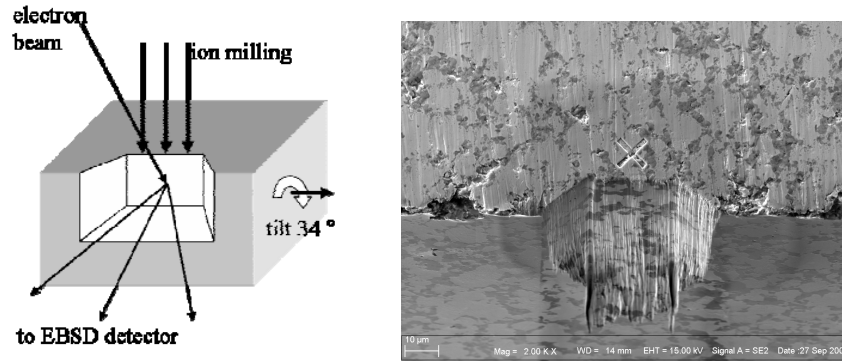 electron
beam
ion milling
tilt 34 °
to EBSD detector
10 µm
Mag = 2.00 K X WD = 14 mm EHT = 15.00 kV Signal A = SE2 Date :27 Sep 200